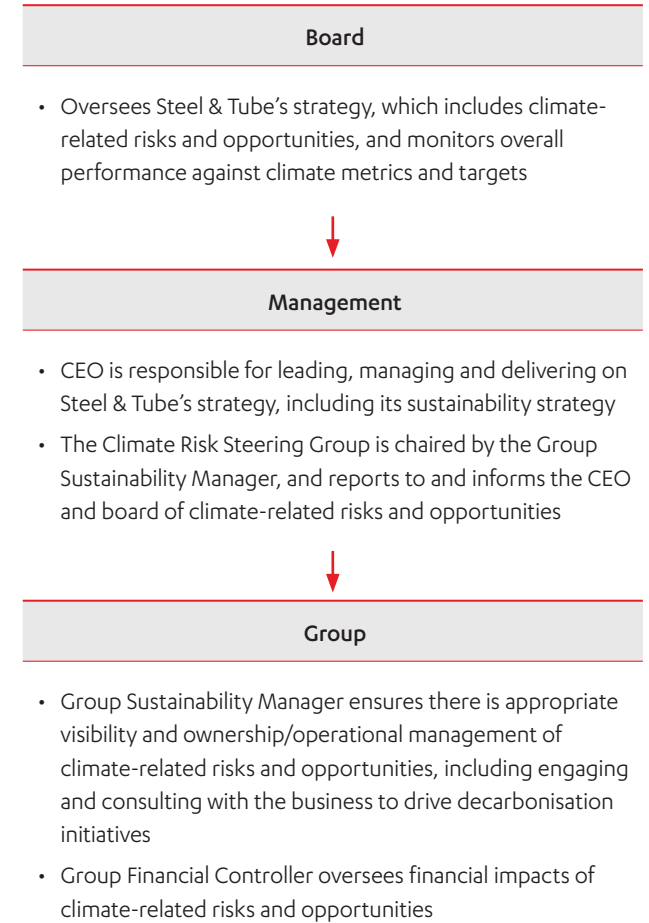 Board
• Oversees Steel & Tube's strategy, which includes climate-
related risks and opportunities, and monitors overall
performance against climate metrics and targets
Management
• CEO is responsible for leading, managing and delivering on
Steel & Tube's strategy, including its sustainability strategy
• The Climate Risk Steering Group is chaired by the Group
Sustainability Manager, and reports to and informs the CEO
and board of climate-related risks and opportunities
Group
• Group Sustainability Manager ensures there is appropriate
visibility and ownership/operational management of
climate-related risks and opportunities, including engaging
and consulting with the business to drive decarbonisation
initiatives
• Group Financial Controller oversees financial impacts of
climate-related risks and opportunities